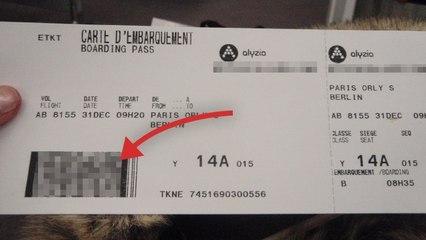 ETKT
CARTE D'EMBARQUEMENT
BOARDING PASS
alyzia
alyzia
VOL DATE DEPART DE ... A
FLIGHT DATE TIME FROM ...TO
AB 8155 31DEC 09H20 PARIS ORLY S
BERLIN
Y 14A 015
TKNE 7451690300556
PARIS ORLY S
BERLIN
AB 8155 31DEC 09H
CLASSE SIEGE SEQ
CLASS SEAT
Y 14A 015
EMBARQUEMENT /BOARDING
B 08H35